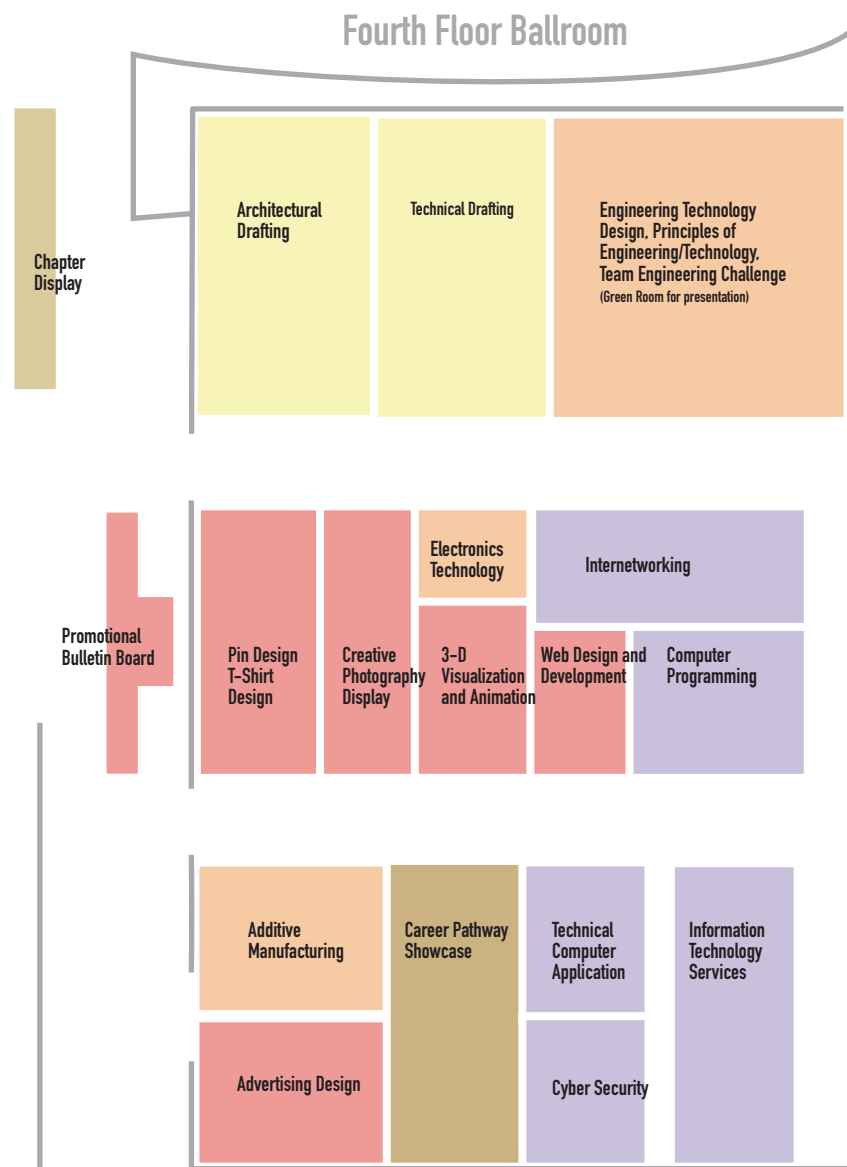 Fourth Floor Ballroom
Architectural
Drafting
Technical Drafting
Engineering Technology
Design, Principles of
Engineering/Technology,
Team Engineering Challenge
(Green Room for presentation)
Chapter
Display
Electronics
Technology
Internetworking
Promotional
Bulletin Board
Pin Design
T-Shirt
Design
Creative
Photography
Display
3-D
Visualization
and Animation
Web Design and
Development
Computer
Programming
Additive
Manufacturing
Career Pathway
Showcase
Technical
Computer
Application
Information
Technology
Services
Advertising Design
Cyber Security